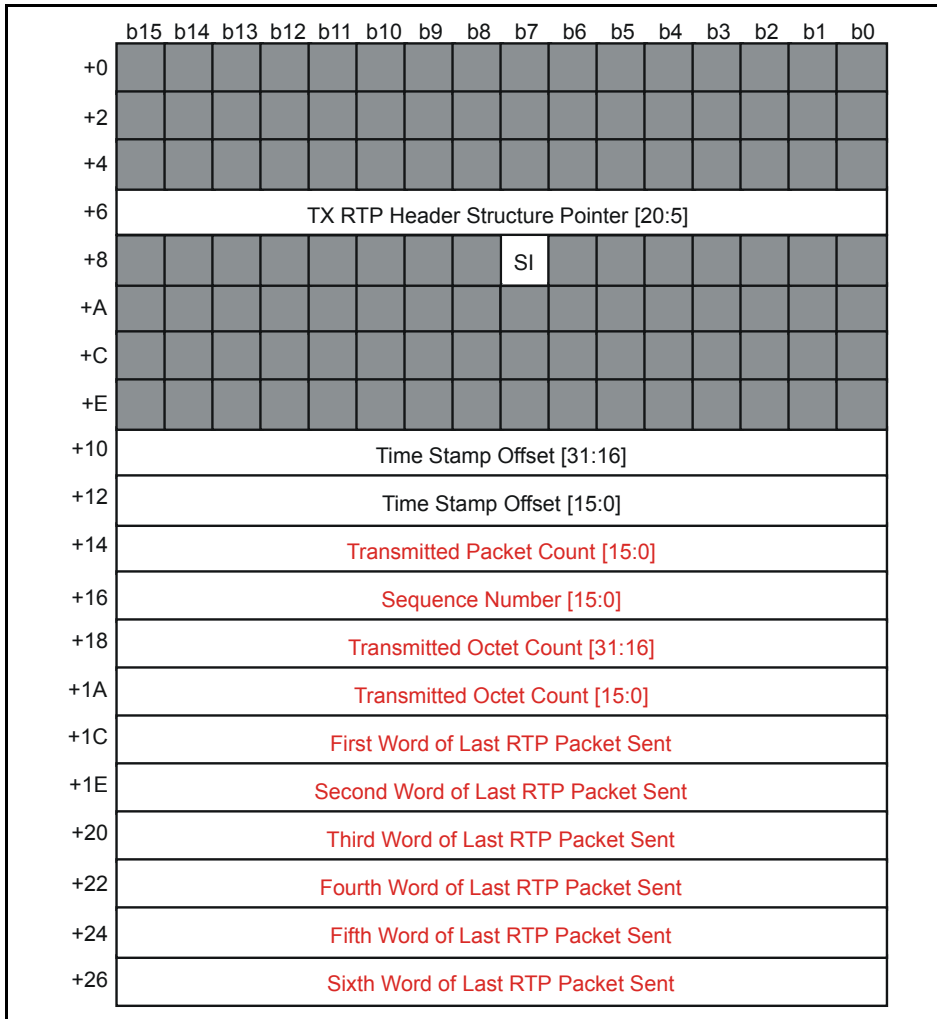 b15 b14 b13 b12 b11 b10 b9 b8 b7 b6 b5 b4 b3 b2 b1 b0
+0
+2
+4
+6 TX RTP Header Structure Pointer [20:5]
+8 SI
+A
+C
+E
+10 Time Stamp Offset [31:16]
+12 Time Stamp Offset [15:0]
+14 Transmitted Packet Count [15:0]
+16 Sequence Number [15:0]
+18 Transmitted Octet Count [31:16]
+1A Transmitted Octet Count [15:0]
+1C First Word of Last RTP Packet Sent
+1E Second Word of Last RTP Packet Sent
+20 Third Word of Last RTP Packet Sent
+22 Fourth Word of Last RTP Packet Sent
+24 Fifth Word of Last RTP Packet Sent
+26 Sixth Word of Last RTP Packet Sent